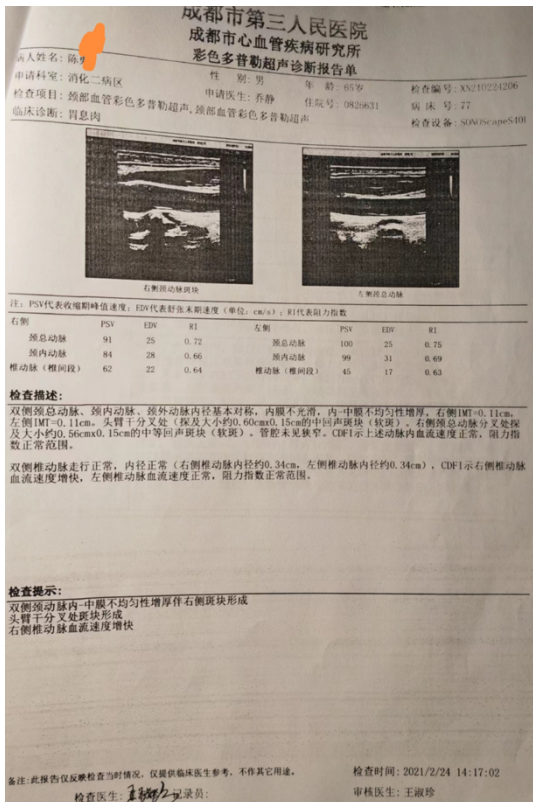 成都市第三人民医院
成都市心血管疾病研究所
彩色多普勒超声诊断报告单
病人姓名: 陈
性 别: 男
年 龄: 65岁
检查编号: XN210224206
申请科室: 消化二病区
申请医生: 乔静
住院号: 0826631
病 床 号: 77
检查项目: 颈部血管彩色多普勒超声、颈部血管彩色多普勒超声
检查设备: SONOScapeS40I
临床诊断: 胃息肉
右侧颈动脉斑块
左侧颈总动脉
注: PSV代表收缩期峰值速度; EDV代表舒张末期速度 (单位: cm/s); RI代表阻力指数
右侧 PSV EDV RI 左侧 PSV EDV RI
颈总动脉 91 25 0.72 颈总动脉 100 25 0.75
颈内动脉 84 28 0.66 颈内动脉 99 31 0.69
椎动脉 (椎间段) 62 22 0.64 椎动脉 (椎间段) 45 17 0.63
检查描述:
双侧颈总动脉、颈内动脉、颈外动脉内径基本对称, 内膜不光滑, 内-中膜不均匀性增厚, 右侧IMT=0.11cm,
左侧IMT=0.11cm。头臂干分叉处 (探及大小约0.60cmx0.15cm的中回声斑块 (软斑)。右侧颈总动脉分叉处探
及大小约0.56cmx0.15cm的中等回声斑块 (软斑)。管腔未见狭窄。CDFI示上述动脉内血流速度正常, 阻力指
数正常范围。
双侧椎动脉走行正常, 内径正常 (右侧椎动脉内径约0.34cm, 左侧椎动脉内径约0.34cm), CDFI示右侧椎动脉
血流速度增快, 左侧椎动脉血流速度正常, 阻力指数正常范围。
检查提示:
双侧颈动脉内-中膜不均匀性增厚伴右侧斑块形成
头臂干分叉处斑块形成
右侧椎动脉血流速度增快
备注: 此报告仅反映检查当时情况, 仅提供临床医生参考, 不作其它用途。
检查时间: 2021/2/24 14:17:02
检查医生:
记录员:
审核医生: 王淑珍